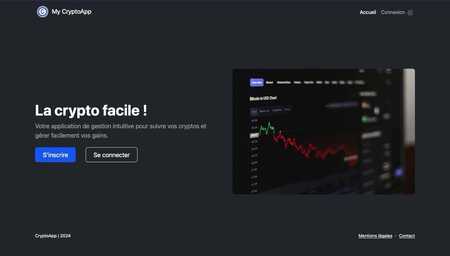 My CryptoApp
Accueil
Connexion
La crypto facile !
Votre application de gestion intuitive pour suivre vos cryptos et
gérer facilement vos gains.
S'inscrire
Se connecter
Bitcoin to USD Chart
CryptoApp | 2024
Mentions légales - Contact